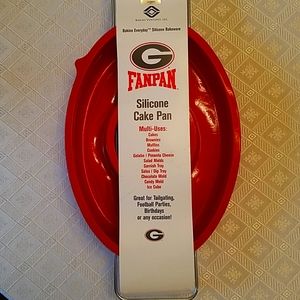 Bakins Everyday™ Silicone Bakeware
G
FANPAN
Silicone
Cake Pan
Multi-Uses:
Cakes
Brownies
Muffins
Cookies
Gelatin / Pimento Cheese
Salad Molds
Garnish Tray
Salsa / Dip Tray
Chocolate Mold
Candy Mold
Ice Cube
Great for Tailgating,
Football Parties,
Birthdays
or any occasion!
G